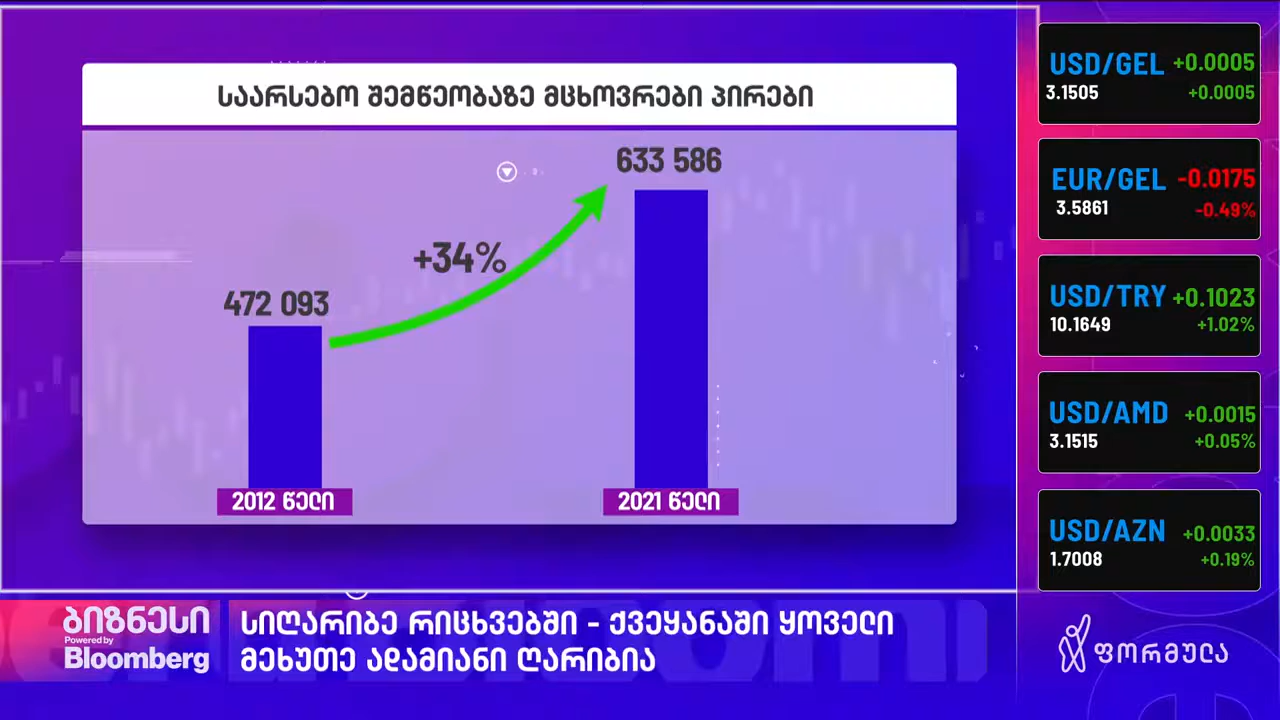 საარსებო შემწეობაზე მცხოვრები პირები
633 586
+34%
472 093
2012 წელი
2021 წელი
USD/GEL +0.0005
3.1505 +0.0005
EUR/GEL -0.0175
3.5861 -0.49%
USD/TRY +0.1023
10.1649 +1.02%
USD/AMD +0.0015
3.1515 +0.05%
USD/AZN +0.0033
1.7008 +0.19%
ბიზნესი
Powered by
Bloomberg
სიღარიბე რიცხვებში - ქვეყანაში ყოველი
მეხუთე ადამიანი ღარიბია
ფორმულა